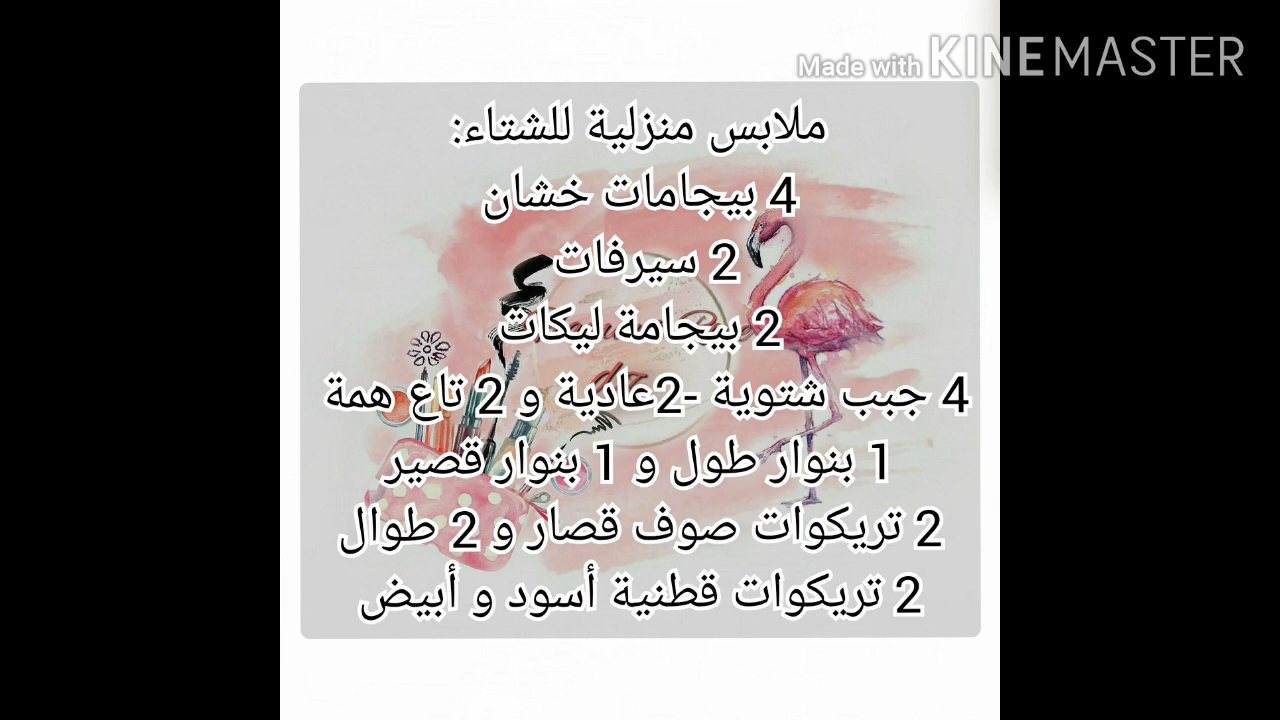 Made with KINEMASTER
ملابس منزلية للشتاء:
4 بيجامات خشان
2 سيرفات
2 بيجامة ليكات
4 جبب شتوية -2عادية و 2 تاع همة
1 بنوار طول و 1 بنوار قصير
2 تريكوات صوف قصار و 2 طوال
2 تريكوات قطنية أسود و أبيض